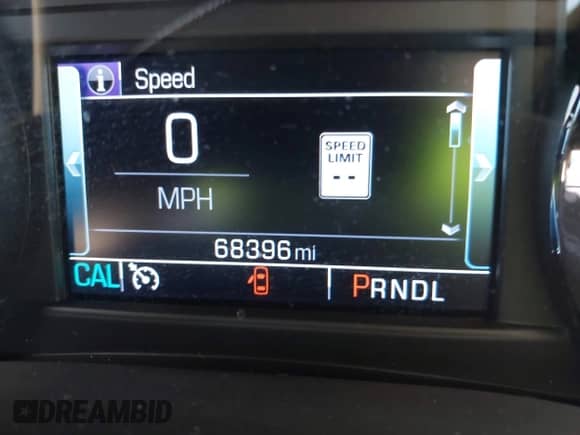 i Speed
0
MPH
SPEED
LIMIT
--
68396 mi
CAL
PRNDL
DREAMBID